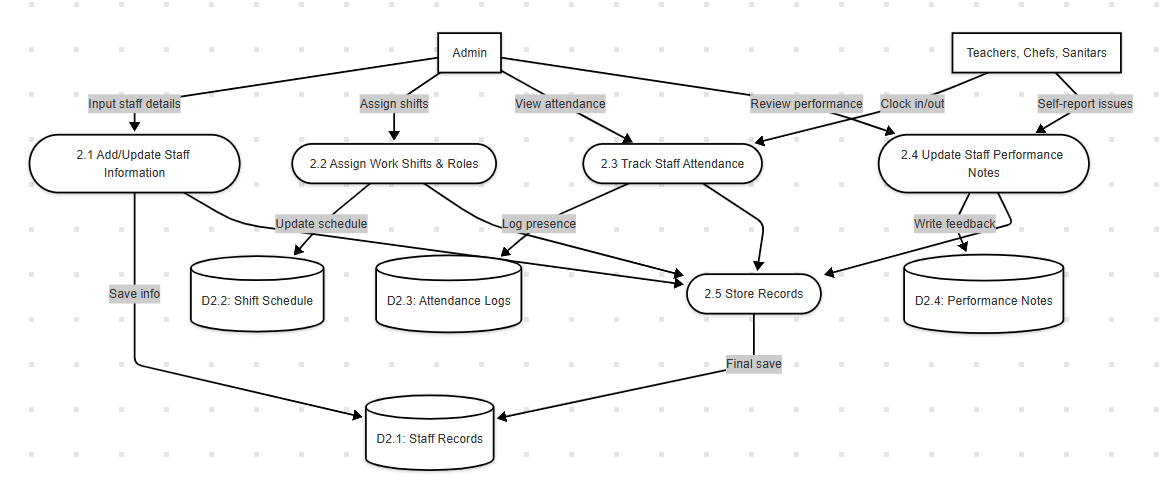 Admin
Teachers, Chefs, Sanitars
Input staff details
Assign shifts
View attendance
Review performance
Clock in/out
Self-report issues
2.1 Add/Update Staff
Information
2.2 Assign Work Shifts & Roles
2.3 Track Staff Attendance
2.4 Update Staff Performance
Notes
Update schedule
Log presence
Write feedback
Save info
D2.2: Shift Schedule
D2.3: Attendance Logs
2.5 Store Records
D2.4: Performance Notes
Final save
D2.1: Staff Records